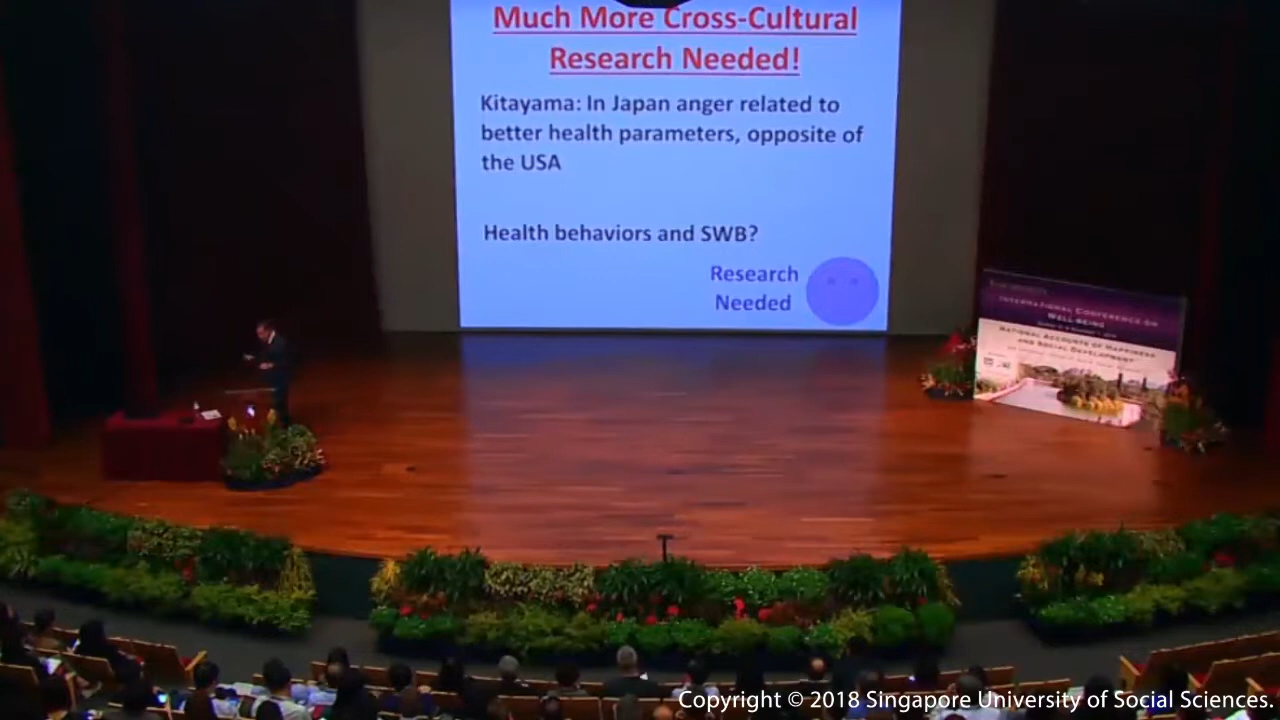 Much More Cross-Cultural
Research Needed!
Kitayama: In Japan anger related to
better health parameters, opposite of
the USA
Health behaviors and SWB?
Research
Needed
INTERNATIONAL CONFERENCE ON
WELL-BEING
NATIONAL ACCOUNTS OF HAPPINESS
AND SOCIAL DEVELOPMENT
Copyright © 2018 Singapore University of Social Sciences.